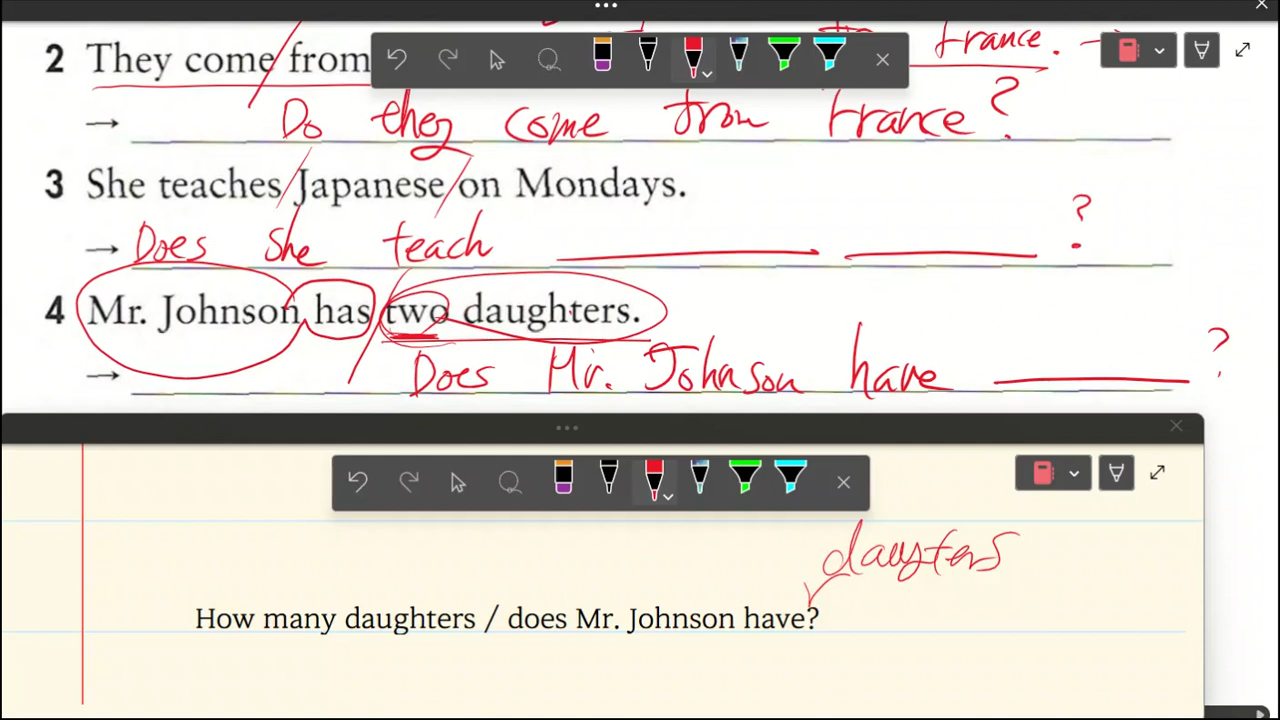 France.
2 They come from
→ Do they come from France?
3 She teaches Japanese on Mondays.
→ Does she teach ?
4 Mr. Johnson has two daughters.
→ Does Mr. Johnson have ?
How many daughters / does Mr. Johnson have?